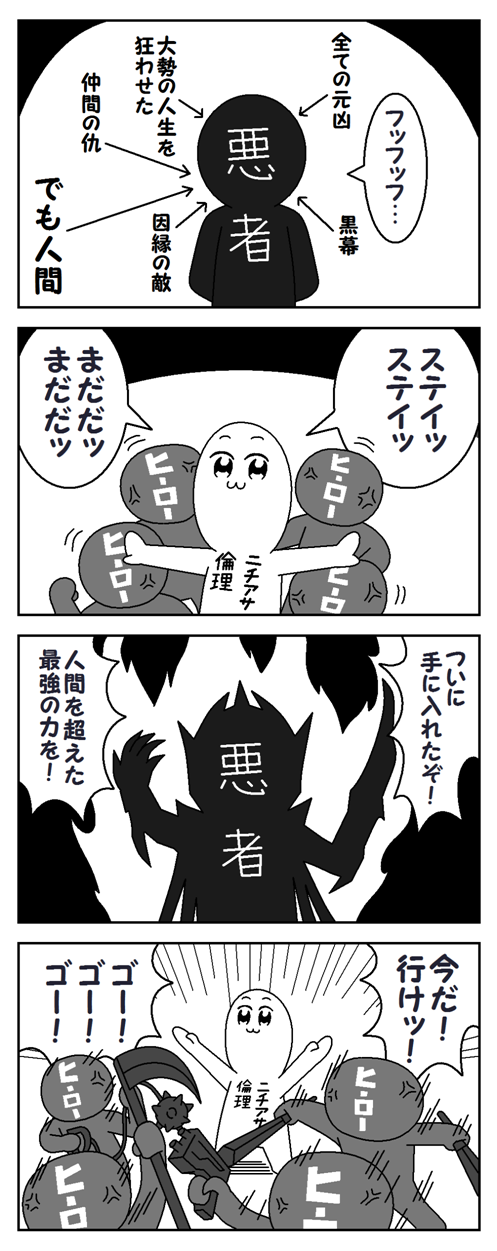 全ての元凶
フッフッフ…
黒幕
悪者
大勢の人生を
狂わせた
因縁の敵
仲間の仇
でも人間
ステイッ
ステイッ
まだだッ
まだだッ
ヒーロー
ヒーロー
ヒーロー
ヒーロ
ニチアサ
倫理
ついに
手に入れたぞ!
人間を超えた
最強の力を!
悪者
今だ!
行けッ!
ゴー!
ゴー!
ゴー!
ニチアサ
倫理
ヒーロー
ヒーロー
ヒーロ
ヒーロ